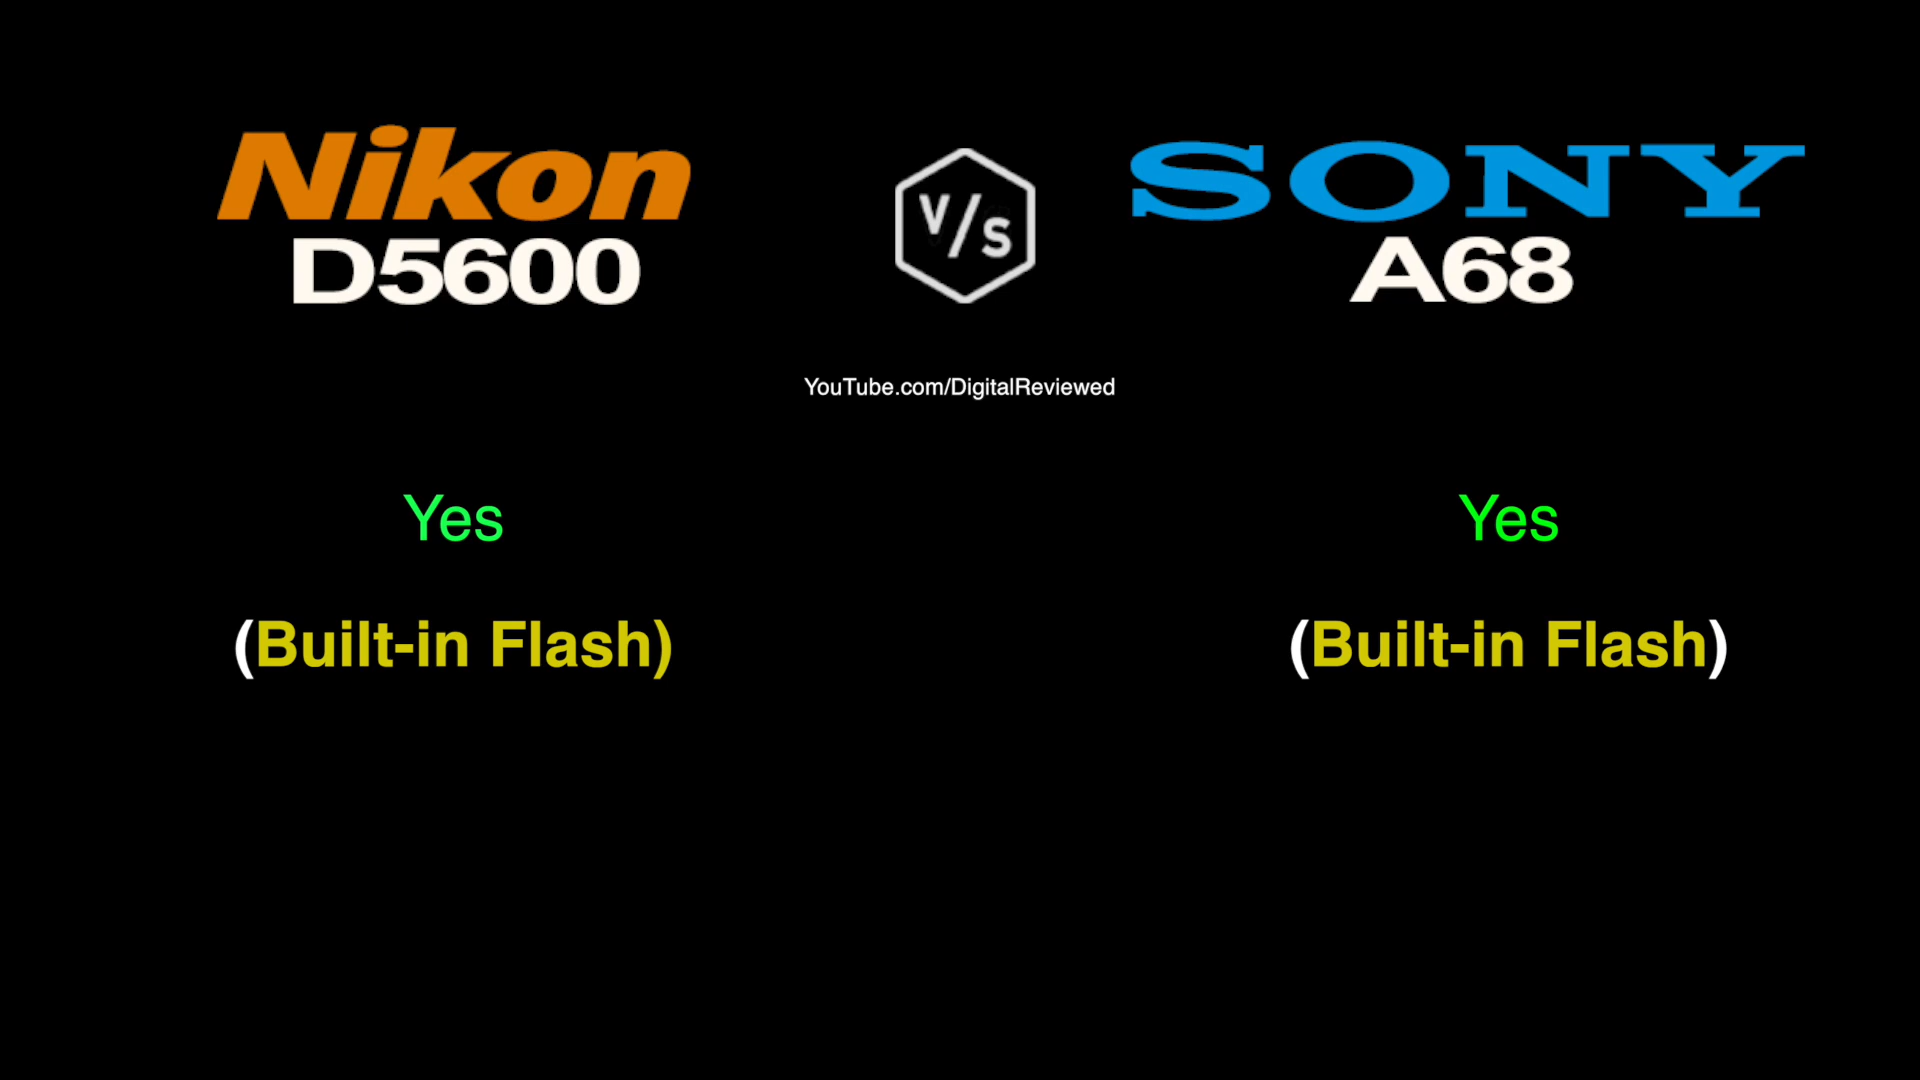 Nikon
D5600
V/S
SONY
A68
YouTube.com/DigitalReviewed
Yes
(Built-in Flash)
Yes
(Built-in Flash)